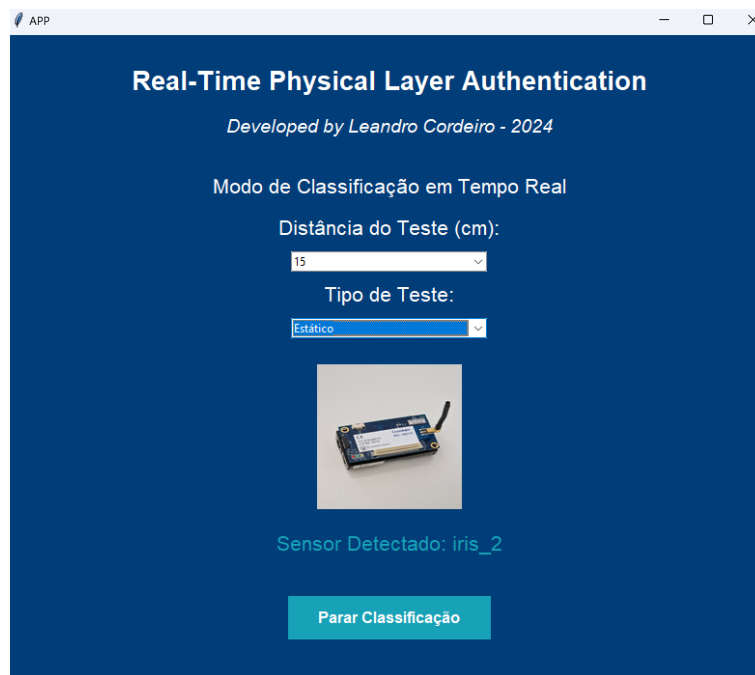 APP
Real-Time Physical Layer Authentication
Developed by Leandro Cordeiro - 2024
Modo de Classificação em Tempo Real
Distância do Teste (cm):
15
Tipo de Teste:
Estático
Sensor Detectado: iris_2
Parar Classificação